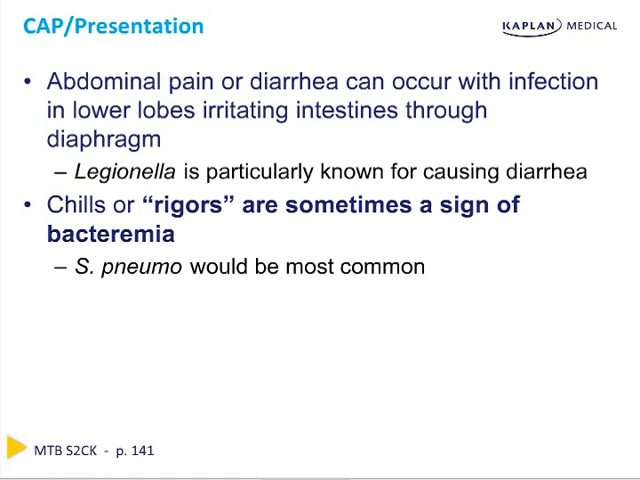 CAP/Presentation
KAPLAN MEDICAL
• Abdominal pain or diarrhea can occur with infection
in lower lobes irritating intestines through
diaphragm
– Legionella is particularly known for causing diarrhea
• Chills or “rigors” are sometimes a sign of
bacteremia
– S. pneumo would be most common
MTB S2CK - p. 141